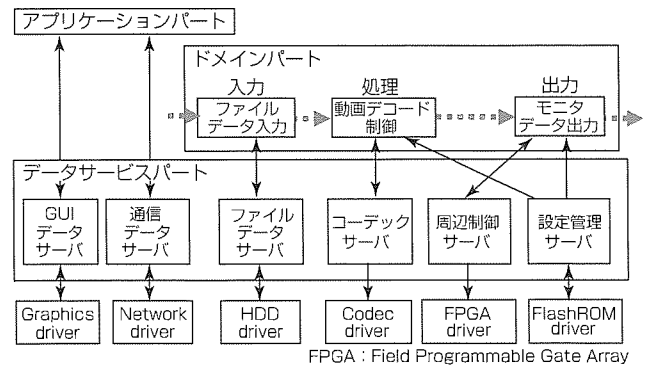 アプリケーションパート
ドメインパート
入力
処理
出力
ファイル
データ入力
動画デコード
制御
モニタ
データ出力
データサービスパート
GUI
データ
サーバ
通信
データ
サーバ
ファイル
データ
サーバ
コーデック
サーバ
周辺制御
サーバ
設定管理
サーバ
Graphics
driver
Network
driver
HDD
driver
Codec
driver
FPGA
driver
FlashROM
driver
FPGA:Field Programmable Gate Array